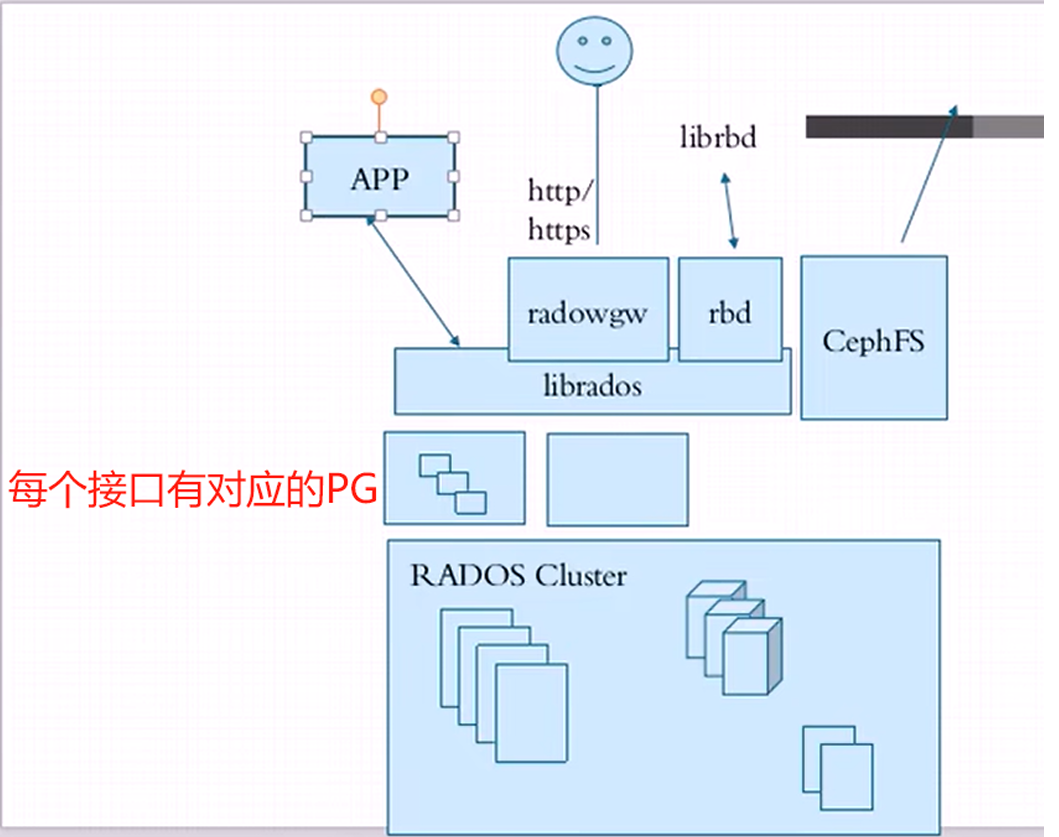 APP
http/
https
librbd
radowgw
rbd
CephFS
librados
每个接口有对应的PG
RADOS Cluster